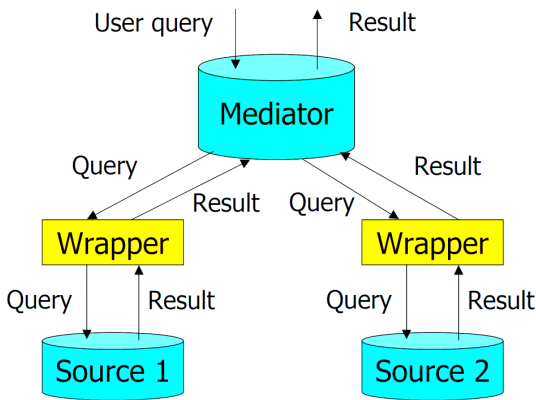 User query
Result
Mediator
Query
Result
Result
Query
Wrapper
Wrapper
Query
Result
Query
Result
Source 1
Source 2